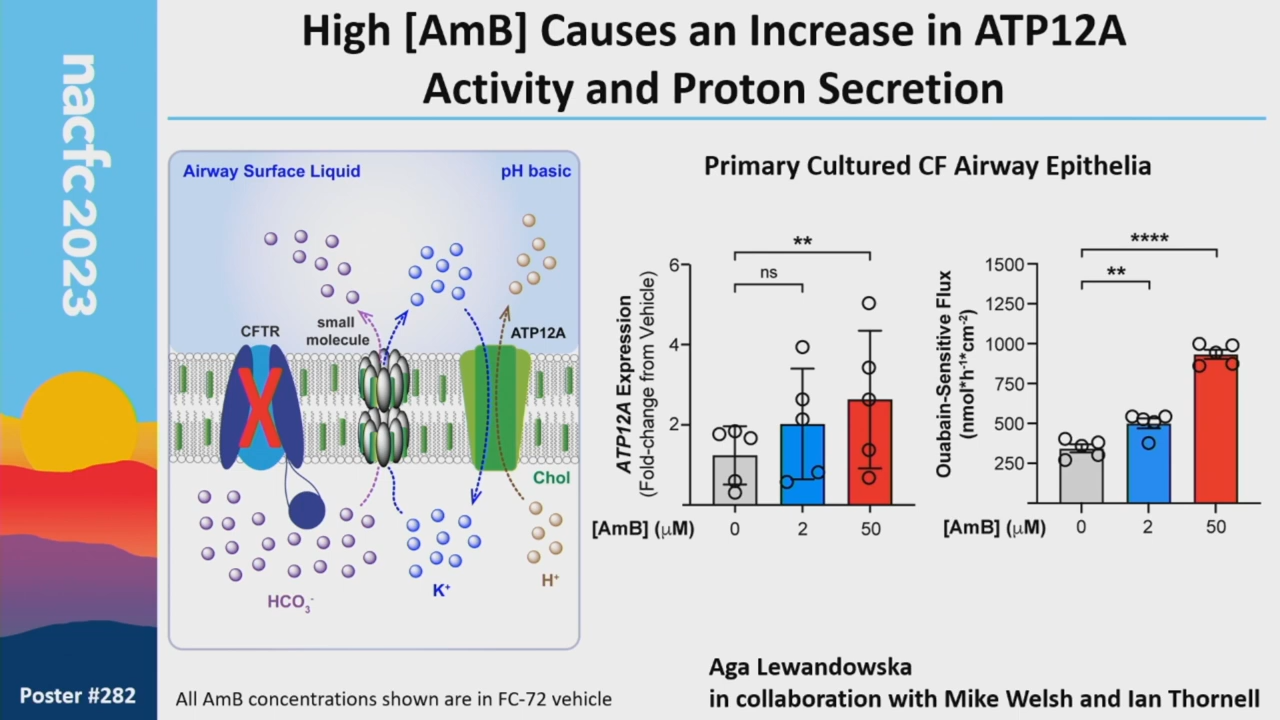 High [AmB] Causes an Increase in ATP12A
Activity and Proton Secretion
nacfc2023
Airway Surface Liquid
pH basic
CFTR
small
molecule
ATP12A
X
Chol
HCO₃⁻
K⁺
H⁺
Primary Cultured CF Airway Epithelia
ATP12A Expression
(Fold-change from Vehicle)
6
4
2
**
ns
[AmB] (μM)
0
2
50
Ouabain-Sensitive Flux
(nmol*h⁻¹*cm⁻²)
1500
1250
1000
750
500
250
****
**
[AmB] (μM)
0
2
50
Aga Lewandowska
in collaboration with Mike Welsh and Ian Thornell
Poster #282
All AmB concentrations shown are in FC-72 vehicle